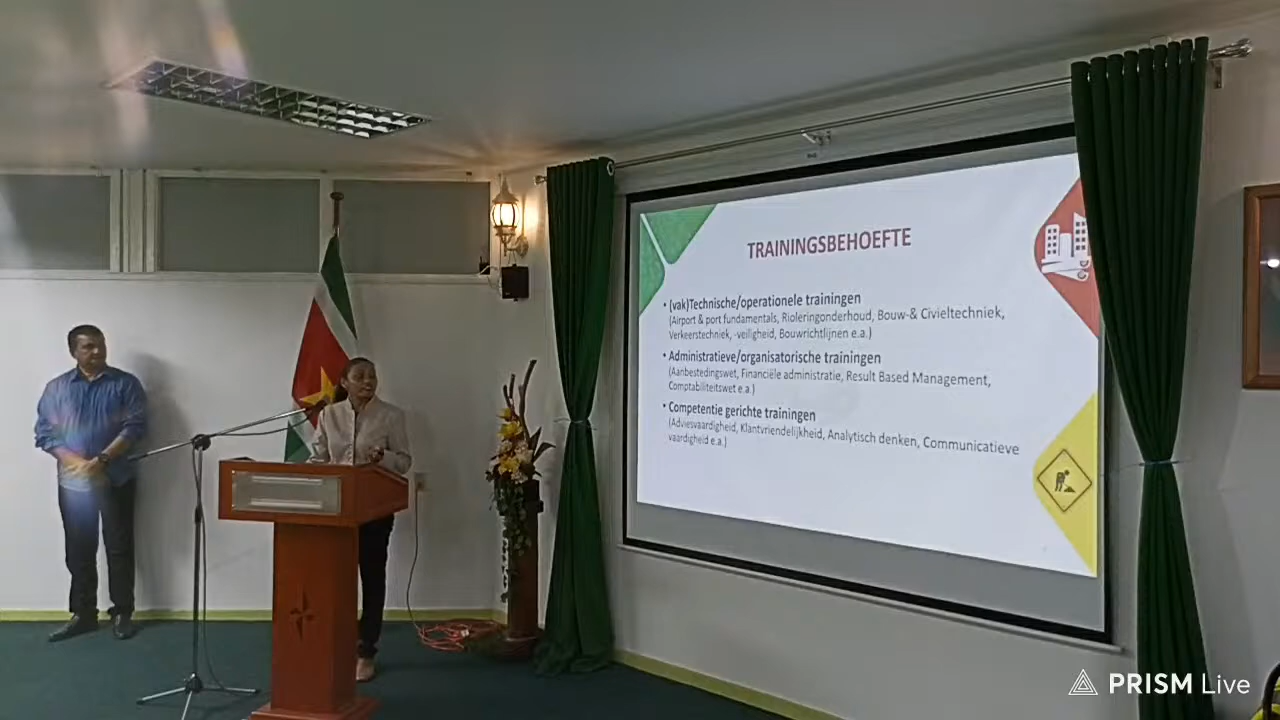 TRAININGSBEHOEFTE
• (vak)Technische/operationele trainingen
(Airport & port fundamentals, Rioleringonderhoud, Bouw-& Civieltechniek,
Verkeerstechniek, -veiligheid, Bouwrichtlijnen e.a.)
• Administratieve/organisatorische trainingen
(Aanbestedingswet, Financiële administratie, Result Based Management,
Comptabiliteitswet e.a.)
• Competentie gerichte trainingen
(Adviesvaardigheid, Klantvriendelijkheid, Analytisch denken, Communicatieve
vaardigheid e.a.)
PRISM Live